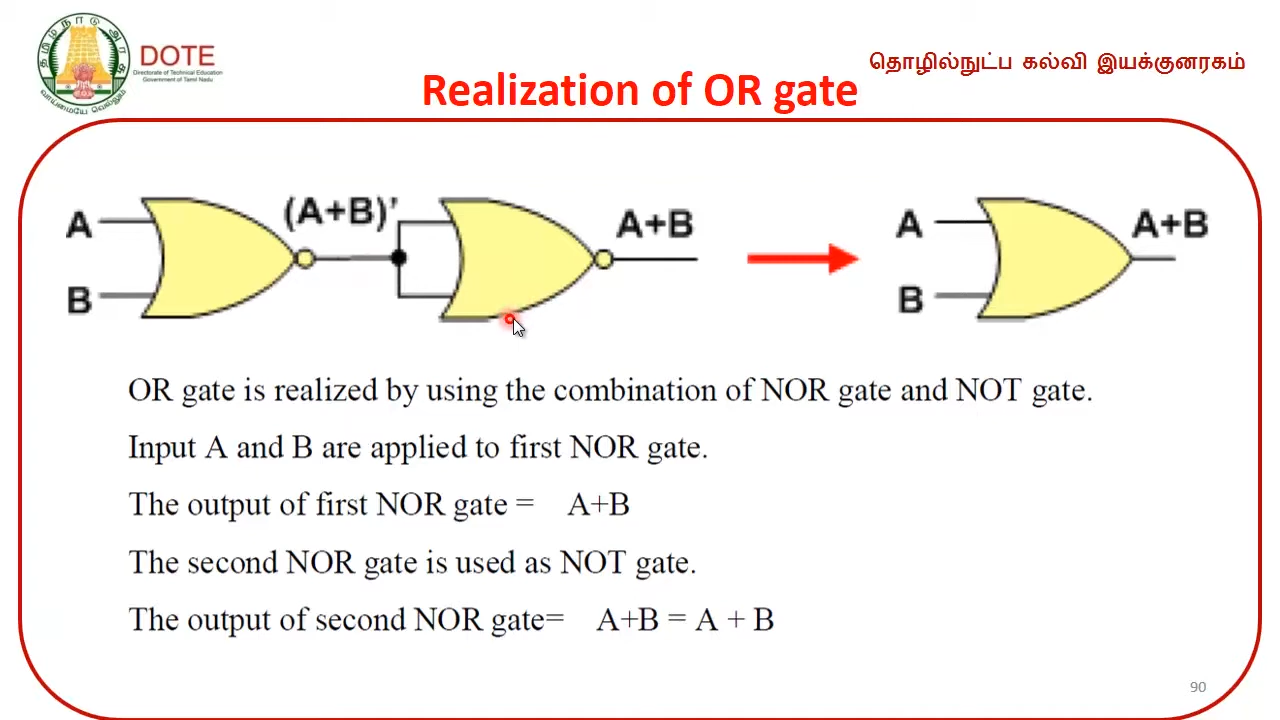 தமிழ்நாடு அரசு
வாய்மையே வெல்லும்
DOTE
Directorate of Technical Education
Government of Tamil Nadu
தொழில்நுட்ப கல்வி இயக்குனரகம்
Realization of OR gate
A
B
(A+B)'
A+B
A
B
A+B
OR gate is realized by using the combination of NOR gate and NOT gate.
Input A and B are applied to first NOR gate.
The output of first NOR gate = A+B
The second NOR gate is used as NOT gate.
The output of second NOR gate= A+B = A + B
90